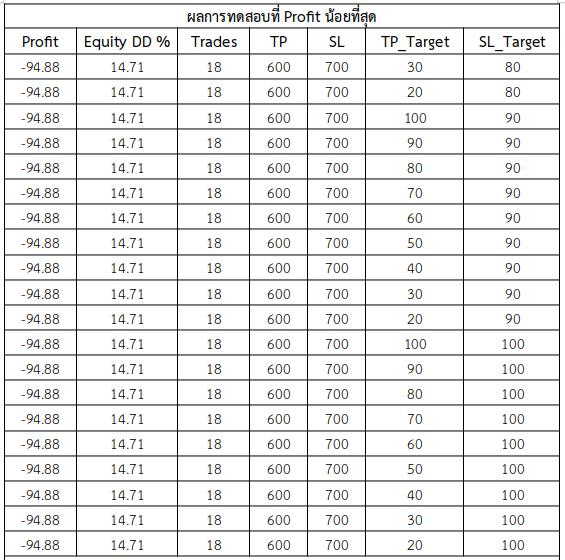 ผลการทดสอบที่ Profit น้อยที่สุด
Profit Equity DD % Trades TP SL TP_Target SL_Target
-94.88 14.71 18 600 700 30 80
-94.88 14.71 18 600 700 20 80
-94.88 14.71 18 600 700 100 90
-94.88 14.71 18 600 700 90 90
-94.88 14.71 18 600 700 80 90
-94.88 14.71 18 600 700 70 90
-94.88 14.71 18 600 700 60 90
-94.88 14.71 18 600 700 50 90
-94.88 14.71 18 600 700 40 90
-94.88 14.71 18 600 700 30 90
-94.88 14.71 18 600 700 20 90
-94.88 14.71 18 600 700 100 100
-94.88 14.71 18 600 700 90 100
-94.88 14.71 18 600 700 80 100
-94.88 14.71 18 600 700 70 100
-94.88 14.71 18 600 700 60 100
-94.88 14.71 18 600 700 50 100
-94.88 14.71 18 600 700 40 100
-94.88 14.71 18 600 700 30 100
-94.88 14.71 18 600 700 20 100